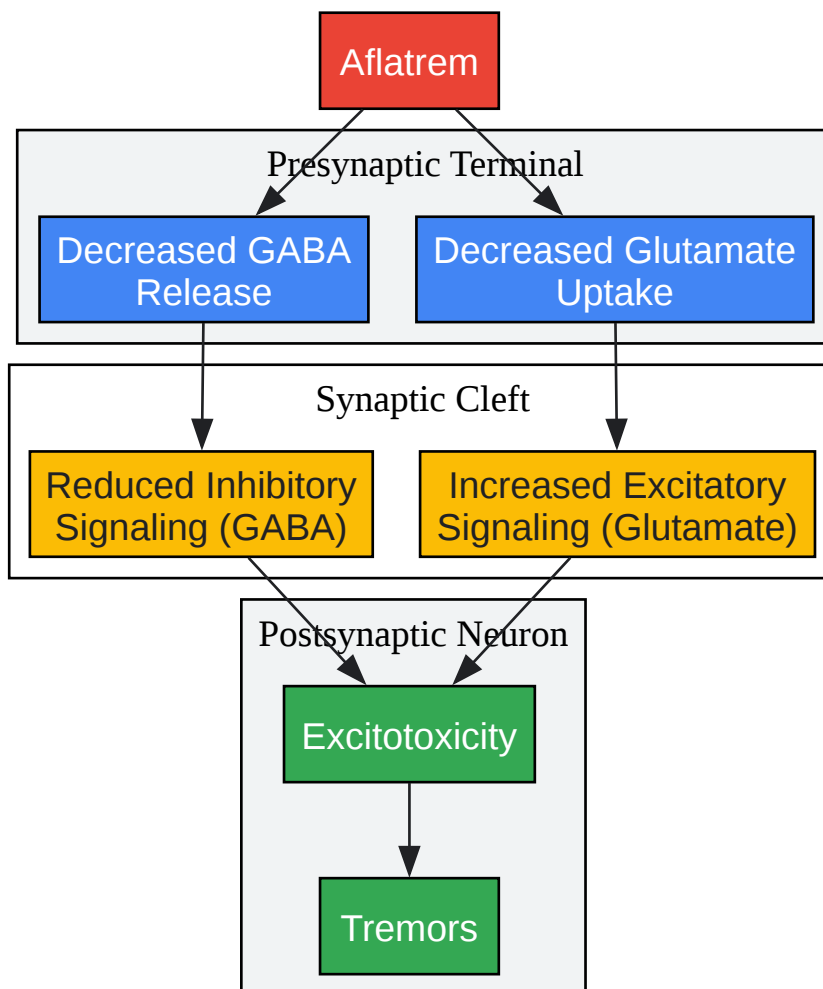 Aflatrem
Presynaptic Terminal
Decreased GABA
Release
Decreased Glutamate
Uptake
Synaptic Cleft
Reduced Inhibitory
Signaling (GABA)
Increased Excitatory
Signaling (Glutamate)
Postsynaptic Neuron
Excitotoxicity
Tremors